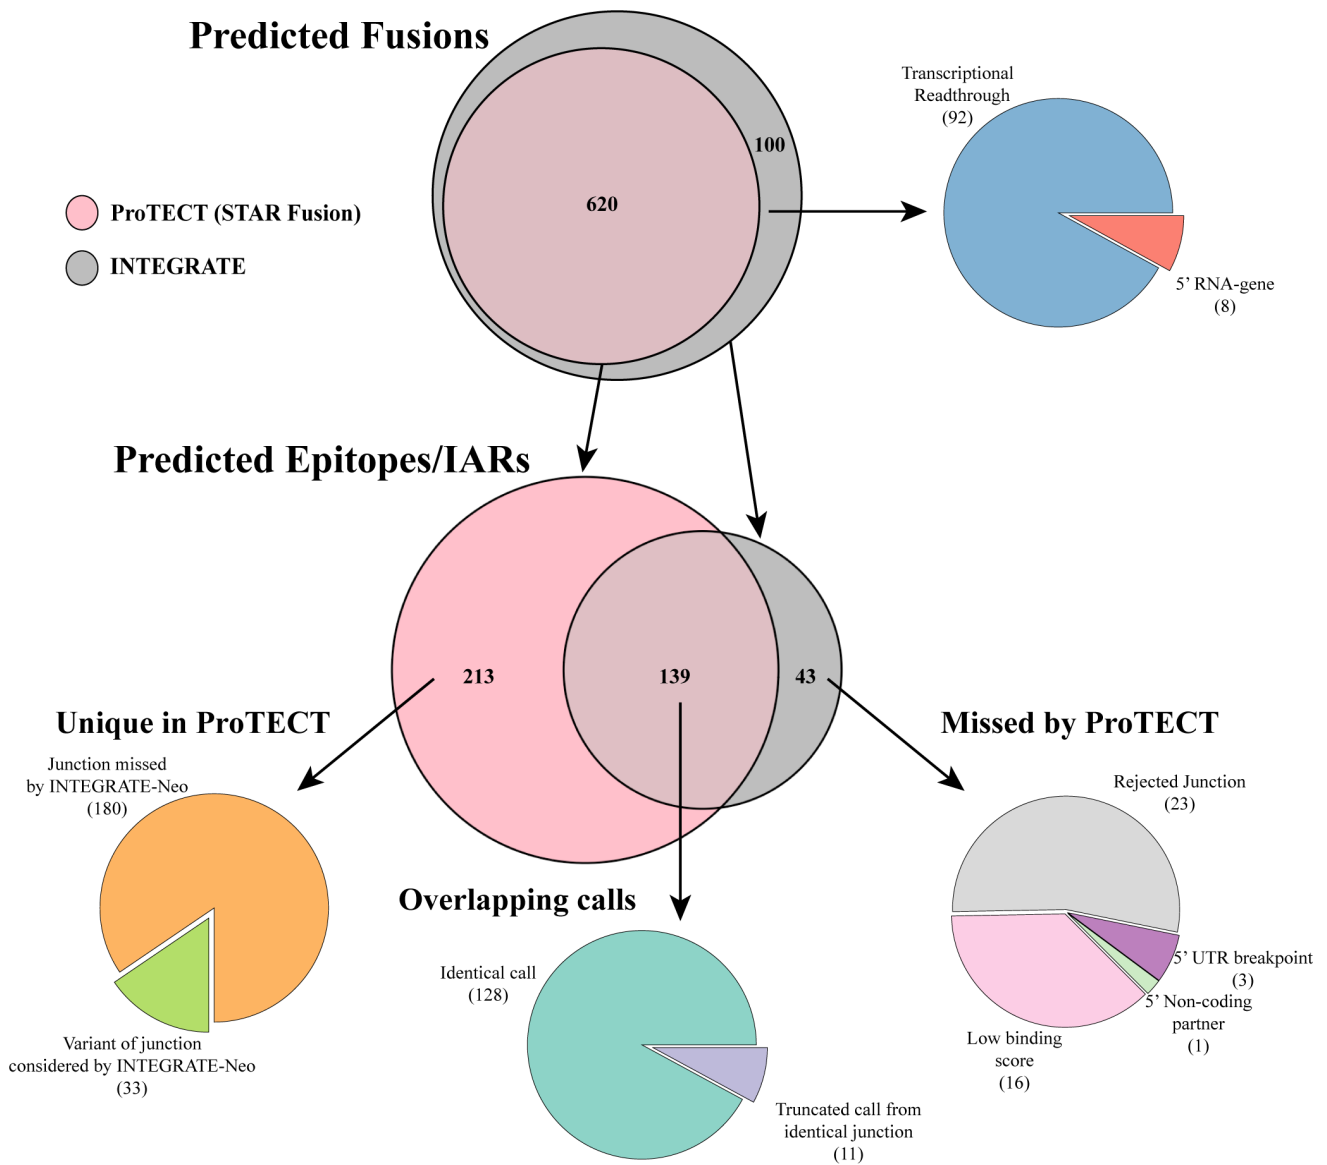 Predicted Fusions
Transcriptional
Readthrough
(92)
100
620
ProTECT (STAR Fusion)
INTEGRATE
5’ RNA-gene
(8)
Predicted Epitopes/IARs
213
139
43
Unique in ProTECT
Missed by ProTECT
Junction missed
by INTEGRATE-Neo
(180)
Rejected Junction
(23)
Overlapping calls
Identical call
(128)
5’ UTR breakpoint
(3)
5’ Non-coding
partner
(1)
Low binding
score
(16)
Variant of junction
considered by INTEGRATE-Neo
(33)
Truncated call from
identical junction
(11)